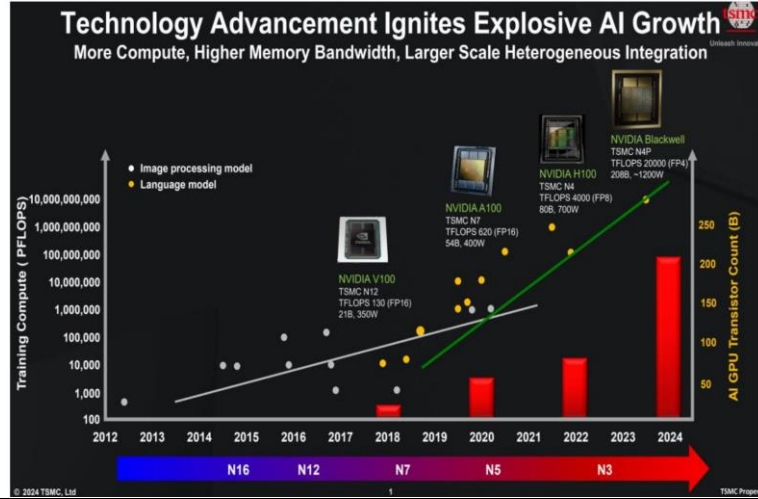 Technology Advancement Ignites Explosive AI Growth
More Compute, Higher Memory Bandwidth, Larger Scale Heterogeneous Integration
tsmc
Unleash Innova
Image processing model
Language model
Training Compute ( PFLOPS)
10,000,000,000
1,000,000,000
100,000,000
10,000,000
1,000,000
100,000
10,000
1,000
100
NVIDIA V100
TSMC N12
TFLOPS 130 (FP16)
21B, 350W
NVIDIA A100
TSMC N7
TFLOPS 620 (FP16)
54B, 400W
NVIDIA H100
TSMC N4
TFLOPS 4000 (FP8)
80B, 700W
NVIDIA Blackwell
TSMC N4P
TFLOPS 20000 (FP4)
208B, ~1200W
250
200
150
100
50
AI GPU Transistor Count (B)
2012 2013 2014 2015 2016 2017 2018 2019 2020 2021 2022 2023 2024
N16 N12 N7 N5 N3
© 2024 TSMC, Ltd
1
TSMC Proper